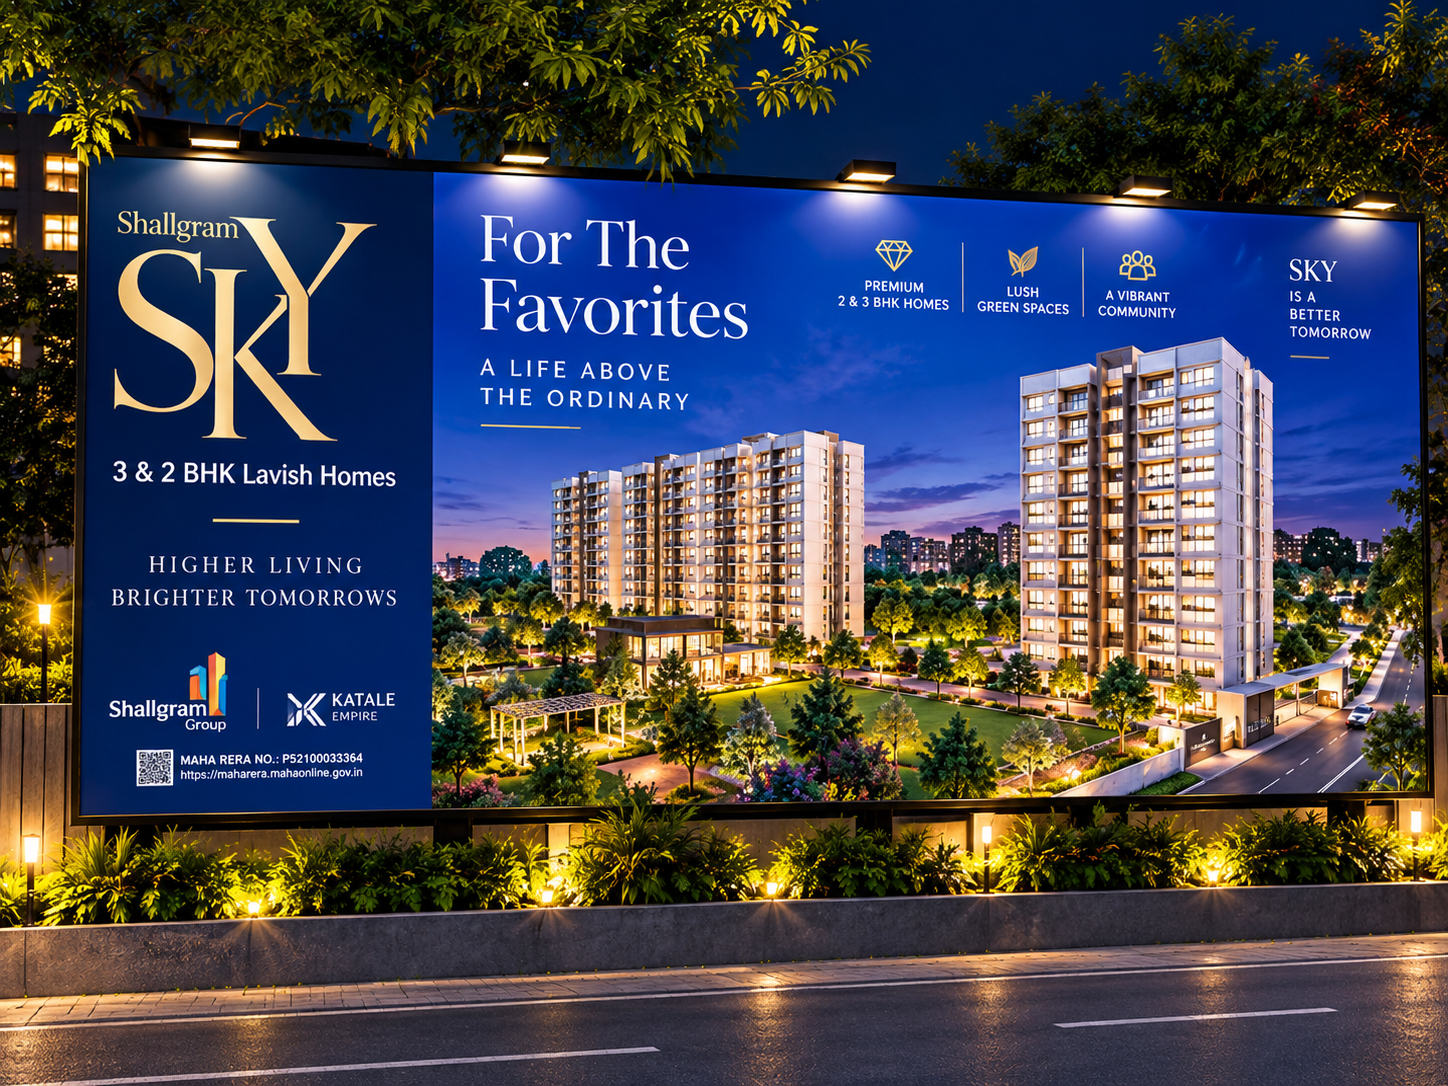 Shallgram
SKY
3 & 2 BHK Lavish Homes
HIGHER LIVING
BRIGHTER TOMORROWS
Shallgram
Group
KATALE
EMPIRE
MAHA RERA NO.: P52100033364
https://maharera.mahaonline.gov.in
For The
Favorites
A LIFE ABOVE
THE ORDINARY
PREMIUM
2 & 3 BHK HOMES
LUSH
GREEN SPACES
A VIBRANT
COMMUNITY
SKY
IS A
BETTER
TOMORROW